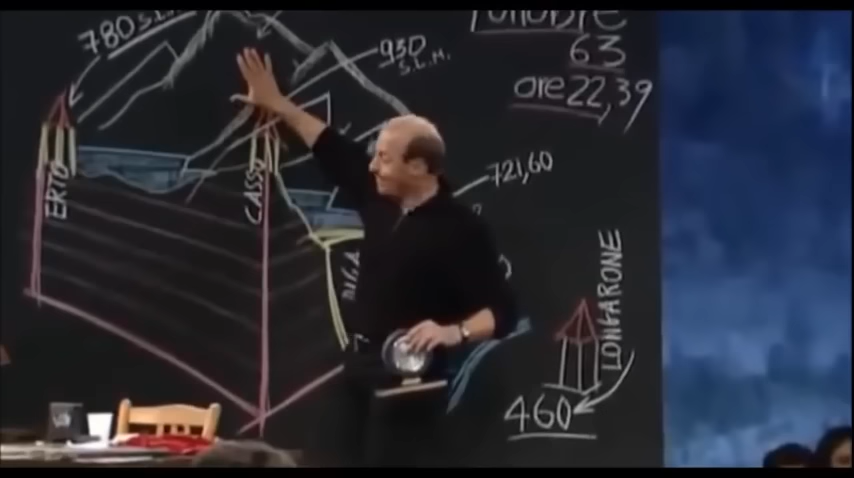 780 S.L.M.
930
S.L.M.
63
ore 22,39
ERTO
CASSO
721,60
DIGA
LONGARONE
460